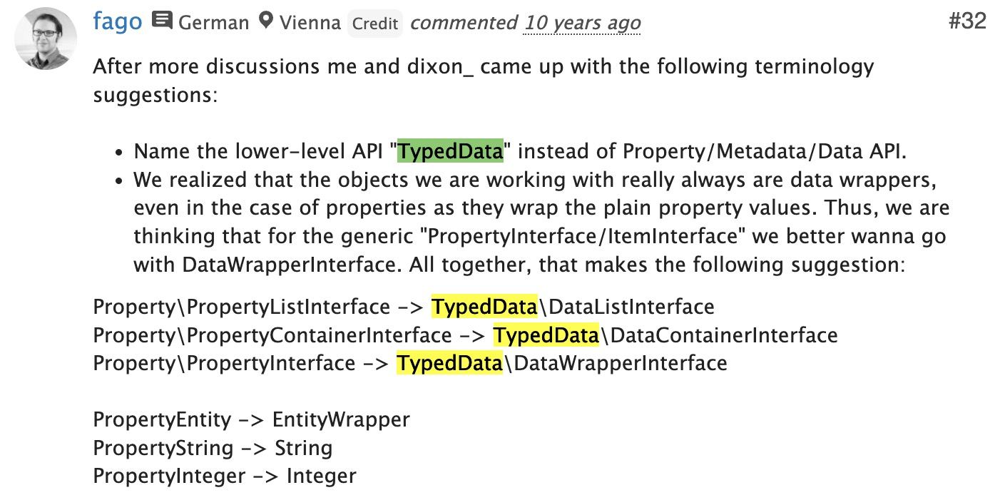 fago German Vienna Credit commented 10 years ago #32
After more discussions me and dixon_ came up with the following terminology
suggestions:
• Name the lower-level API "TypedData" instead of Property/Metadata/Data API.
• We realized that the objects we are working with really always are data wrappers,
even in the case of properties as they wrap the plain property values. Thus, we are
thinking that for the generic "PropertyInterface/ItemInterface" we better wanna go
with DataWrapperInterface. All together, that makes the following suggestion:
Property\PropertyListInterface -> TypedData\DataListInterface
Property\PropertyContainerInterface -> TypedData\DataContainerInterface
Property\PropertyInterface -> TypedData\DataWrapperInterface
PropertyEntity -> EntityWrapper
PropertyString -> String
PropertyInteger -> Integer